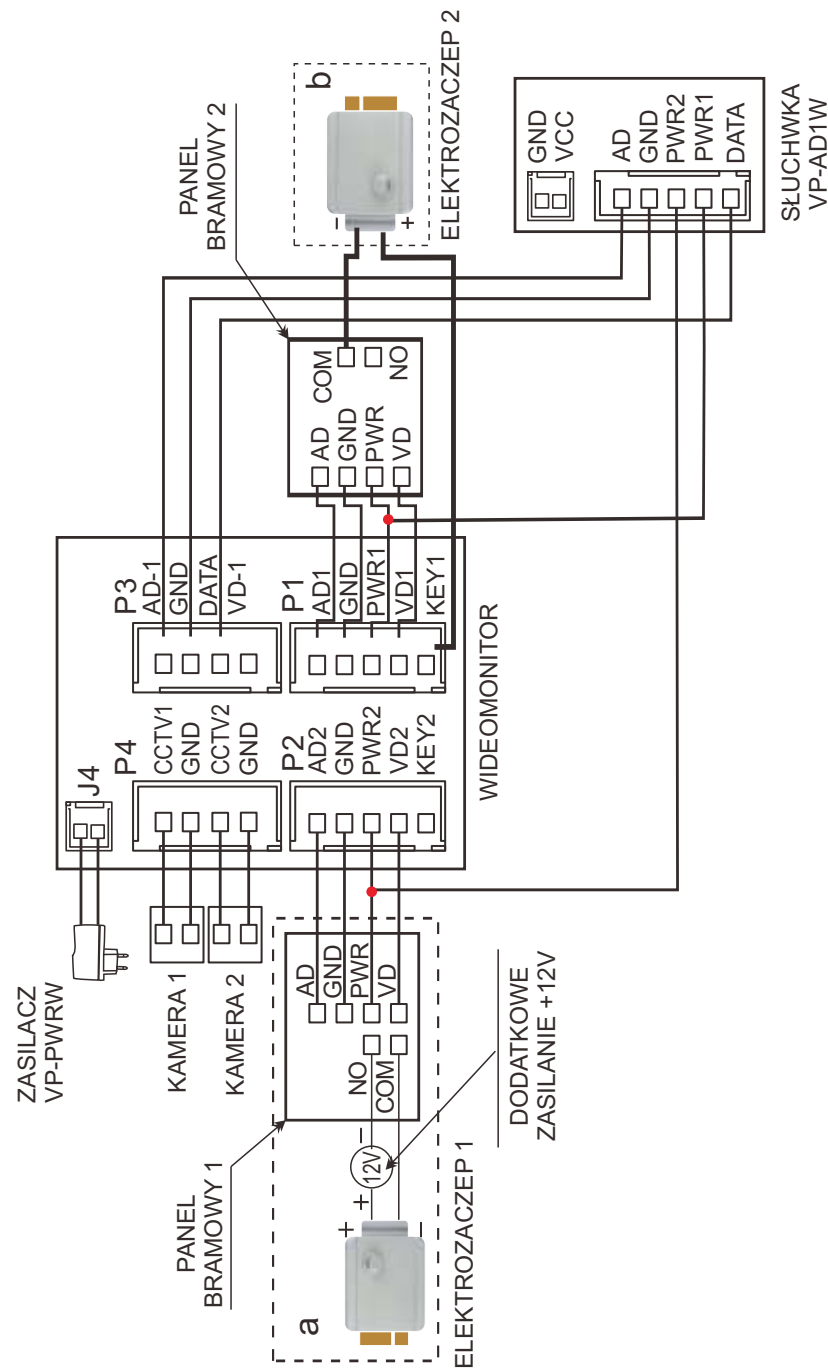 ZASILACZ
VP-PWRW
KAMERA 1
KAMERA 2
J4
P4
CCTV1
GND
CCTV2
GND
P3
AD-1
GND
DATA
VD-1
P2
AD2
GND
PWR2
VD2
KEY2
P1
AD1
GND
PWR1
VD1
KEY1
WIDEOMONITOR
PANEL
BRAMOWY 1
AD
GND
PWR
VD
NO
COM
a
+
−
+
−
12V
ELEKTROZACZEP 1
DODATKOWE
ZASILANIE +12V
PANEL
BRAMOWY 2
AD
GND
PWR
VD
COM
NO
b
−
+
ELEKTROZACZEP 2
GND
VCC
AD
GND
PWR2
PWR1
DATA
SŁUCHWKA
VP-AD1W